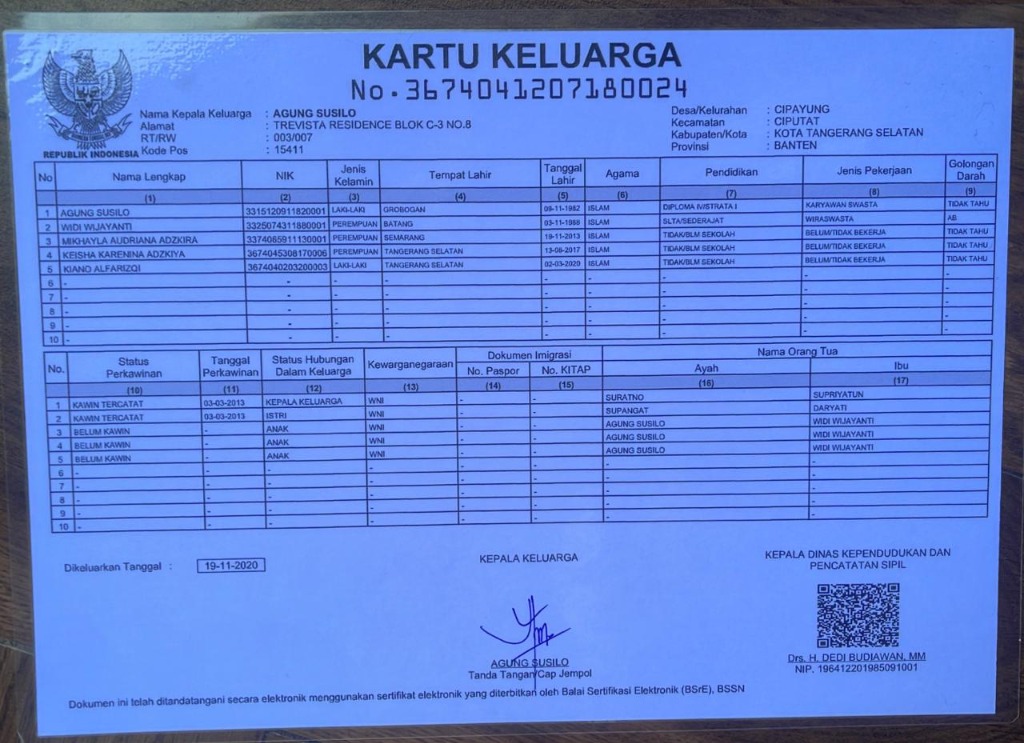 KARTU KELUARGA
No. 3674041207180024
Nama Kepala Keluarga : AGUNG SUSILO
Alamat : TREVISTA RESIDENCE BLOK C-3 NO.8
RT/RW : 003/007
Kode Pos : 15411
REPUBLIK INDONESIA
Desa/Kelurahan : CIPAYUNG
Kecamatan : CIPUTAT
Kabupaten/Kota : KOTA TANGERANG SELATAN
Provinsi : BANTEN
No Nama Lengkap NIK Jenis Kelamin Tempat Lahir Tanggal Lahir Agama Pendidikan Jenis Pekerjaan Golongan Darah
(1) (2) (3) (4) (5) (6) (7) (8) (9)
1 AGUNG SUSILO 3315120911820001 LAKI-LAKI GROBOGAN 09-11-1982 ISLAM DIPLOMA IV/STRATA I KARYAWAN SWASTA TIDAK TAHU
2 WIDI WIJAYANTI 3325074311880001 PEREMPUAN BATANG 03-11-1988 ISLAM SLTA/SEDERAJAT WIRASWASTA AB
3 MIKHAYLA AUDRIANA ADZKIRA 3374065911130001 PEREMPUAN SEMARANG 19-11-2013 ISLAM TIDAK/BLM SEKOLAH BELUM/TIDAK BEKERJA TIDAK TAHU
4 KEISHA KARENINA ADZKIYA 3674045308170006 PEREMPUAN TANGERANG SELATAN 13-08-2017 ISLAM TIDAK/BLM SEKOLAH BELUM/TIDAK BEKERJA TIDAK TAHU
5 KIANO ALFARIZQI 3674040203200003 LAKI-LAKI TANGERANG SELATAN 02-03-2020 ISLAM TIDAK/BLM SEKOLAH BELUM/TIDAK BEKERJA TIDAK TAHU
6 - - - - - - - - -
7 - - - - - - - - -
8 - - - - - - - - -
9 - - - - - - - - -
10 - - - - - - - - -
No. Status Perkawinan Tanggal Perkawinan Status Hubungan Dalam Keluarga Kewarganegaraan Dokumen Imigrasi Nama Orang Tua
No. Paspor No. KITAP Ayah Ibu
(10) (11) (12) (13) (14) (15) (16) (17)
1 KAWIN TERCATAT 03-03-2013 KEPALA KELUARGA WNI - - SURATNO SUPRIYATUN
2 KAWIN TERCATAT 03-03-2013 ISTRI WNI - - SUPANGAT DARYATI
3 BELUM KAWIN - ANAK WNI - - AGUNG SUSILO WIDI WIJAYANTI
4 BELUM KAWIN - ANAK WNI - - AGUNG SUSILO WIDI WIJAYANTI
5 BELUM KAWIN - ANAK WNI - - AGUNG SUSILO WIDI WIJAYANTI
6 - - - - - - - -
7 - - - - - - - -
8 - - - - - - - -
9 - - - - - - - -
10 - - - - - - - -
Dikeluarkan Tanggal : 19-11-2020
KEPALA KELUARGA
AGUNG SUSILO
Tanda Tangan/Cap Jempol
KEPALA DINAS KEPENDUDUKAN DAN
PENCATATAN SIPIL
Drs. H. DEDI BUDIAWAN, MM
NIP. 196412201985091001
Dokumen ini telah ditandatangani secara elektronik menggunakan sertifikat elektronik yang diterbitkan oleh Balai Sertifikasi Elektronik (BSrE), BSSN